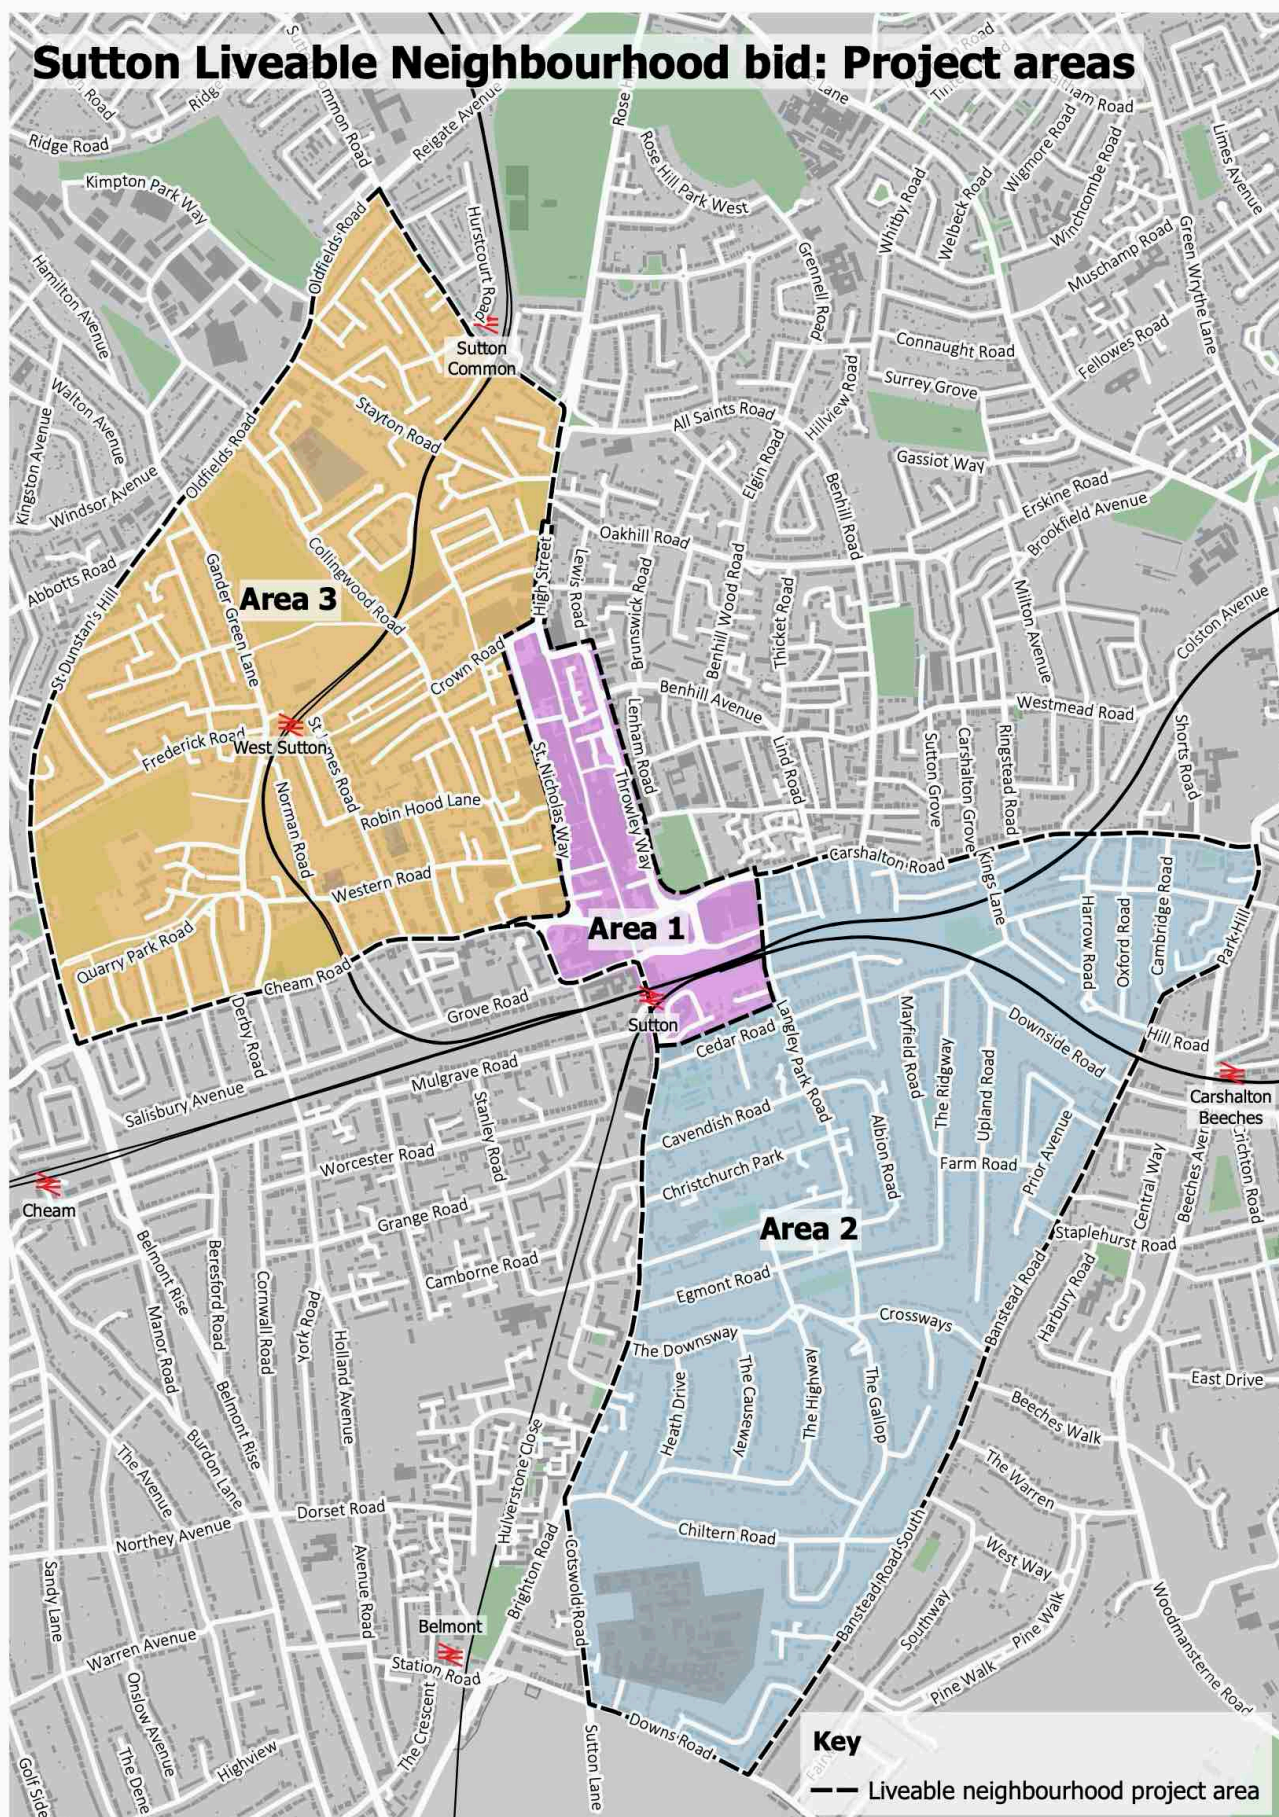 Sutton Liveable Neighbourhood bid: Project areas
Ridge Road
Kimpton Park Way
Reigate Avenue
Rose Hill Park West
Whitby Road
Welbeck Road
Wigmore Road
Winchcombe Road
Limes Avenue
Muschamp Road
Green Wrythe Lane
Hamilton Avenue
Oldfields Road
Hurstcourt Road
Grennell Road
Sutton
Common
Connaught Road
Fellowes Road
Surrey Grove
Walton Avenue
Kingston Avenue
Windsor Avenue
Oldfields Road
Stayton Road
All Saints Road
Hillview Road
Elgin Road
Gassiot Way
Benhill Road
Erskine Road
Brookfield Avenue
Abbotts Road
Gander Green Lane
Collingwood Road
Area 3
High Street
Lewis Road
Oakhill Road
Brunswick Road
Benhill Wood Road
Thicket Road
Milton Avenue
Colston Avenue
St Dunstan's Hill
Crown Road
Benhill Avenue
Westmead Road
Frederick Road
West Sutton
St James Road
St. Nicholas Way
Lenham Road
Throwley Way
Lind Road
Sutton Grove
Carshalton Grove
Ringstead Road
Shorts Road
Norman Road
Robin Hood Lane
Western Road
Carshalton Road
Kings Lane
Quarry Park Road
Cheam Road
Area 1
Harrow Road
Oxford Road
Cambridge Road
Park Hill
Derby Road
Grove Road
Sutton
Cedar Road
Langley Park Road
Mayfield Road
The Ridgway
Upland Road
Downside Road
Hill Road
Carshalton
Beeches
Salisbury Avenue
Mulgrave Road
Stanley Road
Cavendish Road
Albion Road
Prior Avenue
Worcester Road
Christchurch Park
Farm Road
Central Way
Beeches Avenue
Crichton Road
Cheam
Grange Road
Area 2
Staplehurst Road
Belmont Rise
Beresford Road
Cornwall Road
York Road
Camborne Road
Egmont Road
Crossways
Banstead Road
Harbury Road
Manor Road
Holland Avenue
The Downsway
Heath Drive
The Causeway
The Highway
The Gallop
East Drive
Beeches Walk
Belmont Rise
Burdon Lane
The Avenue
Hulverstone Close
The Warren
Northey Avenue
Dorset Road
Avenue Road
Brighton Road
Cotswold Road
Chiltern Road
Banstead Road South
West Way
Sandy Lane
Belmont
Station Road
Southway
Pine Walk
Woodmansterne Road
Warren Avenue
Onslow Avenue
The Crescent
Pine Walk
Downs Road
Sutton Lane
Golf Side
The Dene
Highview
Key
Liveable neighbourhood project area